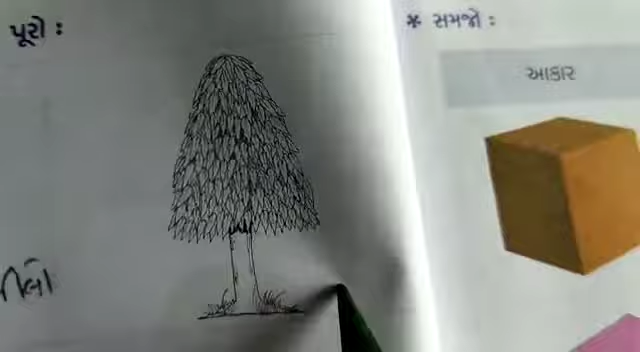 પૂરો :
* સમજો :
આકાર